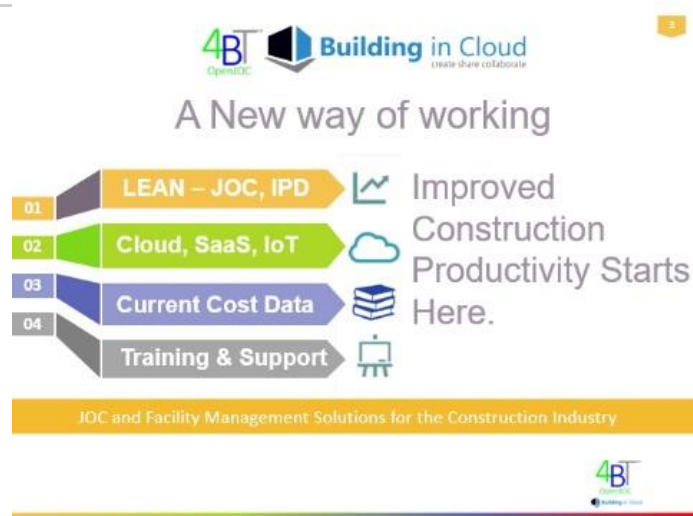 2
4BT
OpenJOC
Building in Cloud
create share collaborate
A New way of working
01
LEAN – JOC, IPD
02
Cloud, SaaS, IoT
03
Current Cost Data
04
Training & Support
Improved
Construction
Productivity Starts
Here.
JOC and Facility Management Solutions for the Construction Industry
4BT
OpenJOC
Building in Cloud